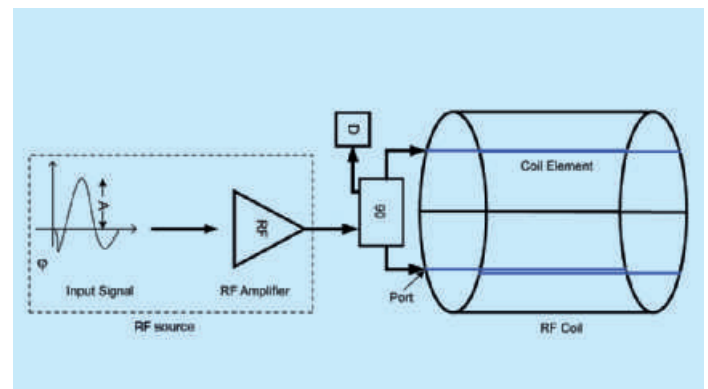 D
Coil Element
90
A
RF
φ
Input Signal
RF Amplifier
Port
RF source
RF Coil